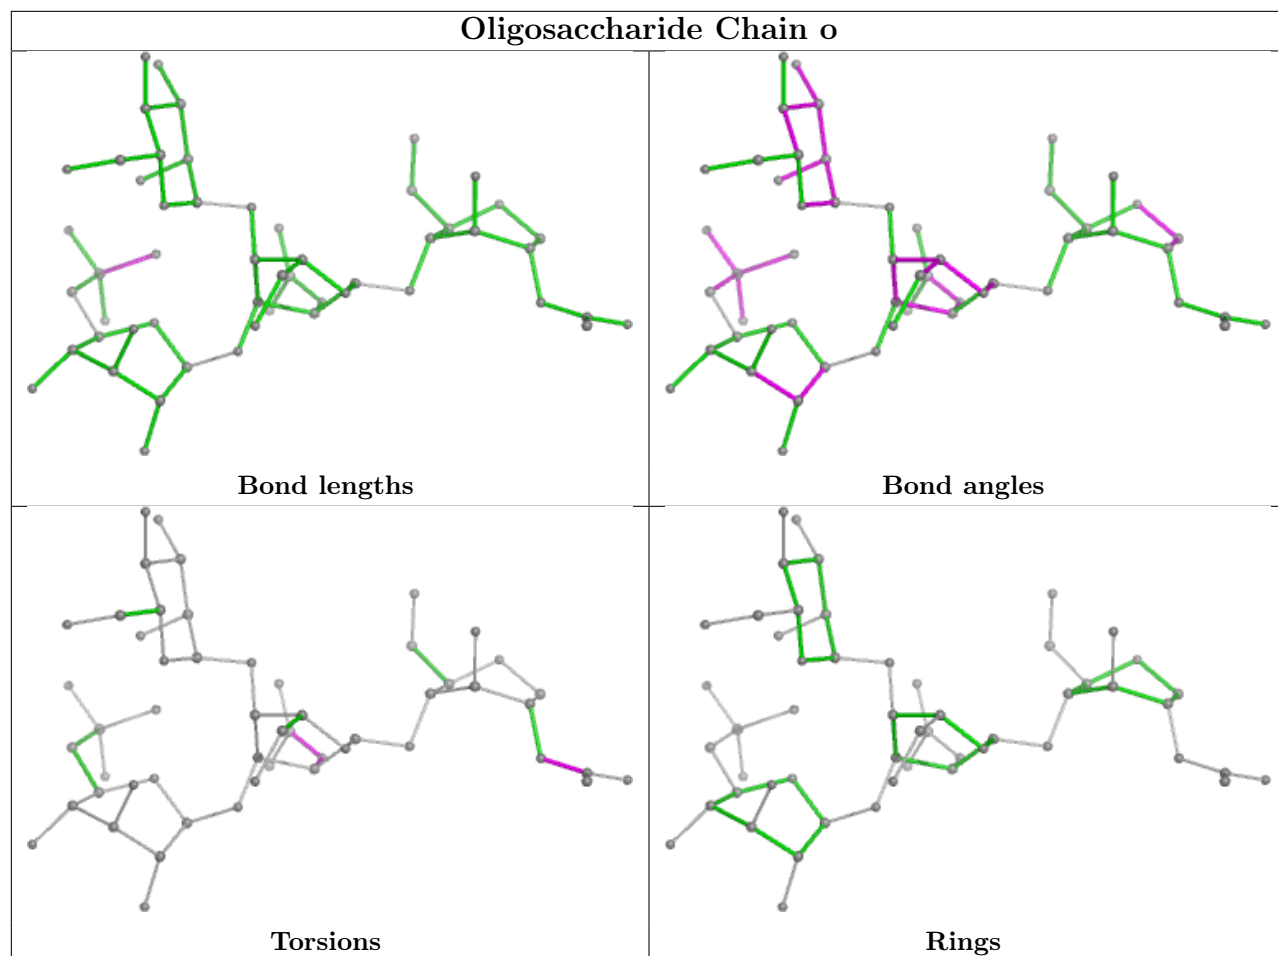 Oligosaccharide Chain o
Bond lengths
Bond angles
Torsions
Rings